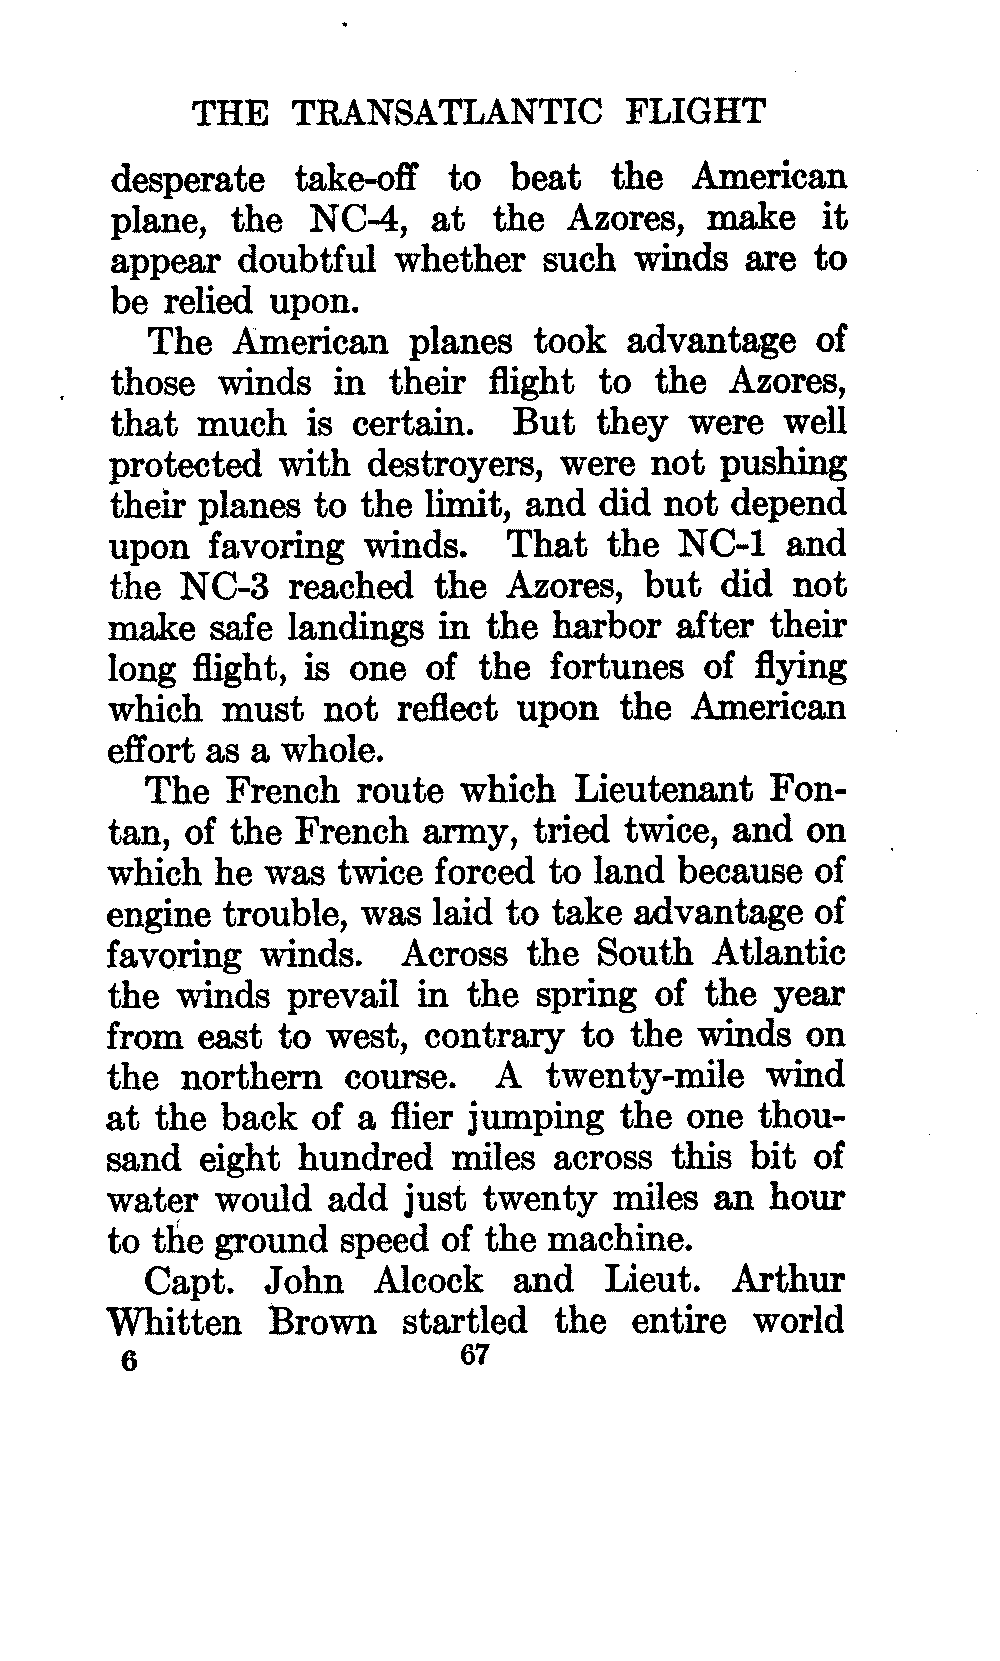 THE TRANSATLANTIC FLIGHT
desperate take-off to beat the American
plane, the NC-4, at the Azores, make it
appear doubtful whether such winds are to
be relied upon.
The American planes took advantage of
those winds in their flight to the Azores,
that much is certain. But they were well
protected with destroyers, were not pushing
their planes to the limit, and did not depend
upon favoring winds. That the NC-1 and
the NC-3 reached the Azores, but did not
make safe landings in the harbor after their
long flight, is one of the fortunes of flying
which must not reflect upon the American
effort as a whole.
The French route which Lieutenant Fon-
tan, of the French army, tried twice, and on
which he was twice forced to land because of
engine trouble, was laid to take advantage of
favoring winds. Across the South Atlantic
the winds prevail in the spring of the year
from east to west, contrary to the winds on
the northern course. A twenty-mile wind
at the back of a flier jumping the one thou-
sand eight hundred miles across this bit of
water would add just twenty miles an hour
to the ground speed of the machine.
Capt. John Alcock and Lieut. Arthur
Whitten Brown startled the entire world
6 67